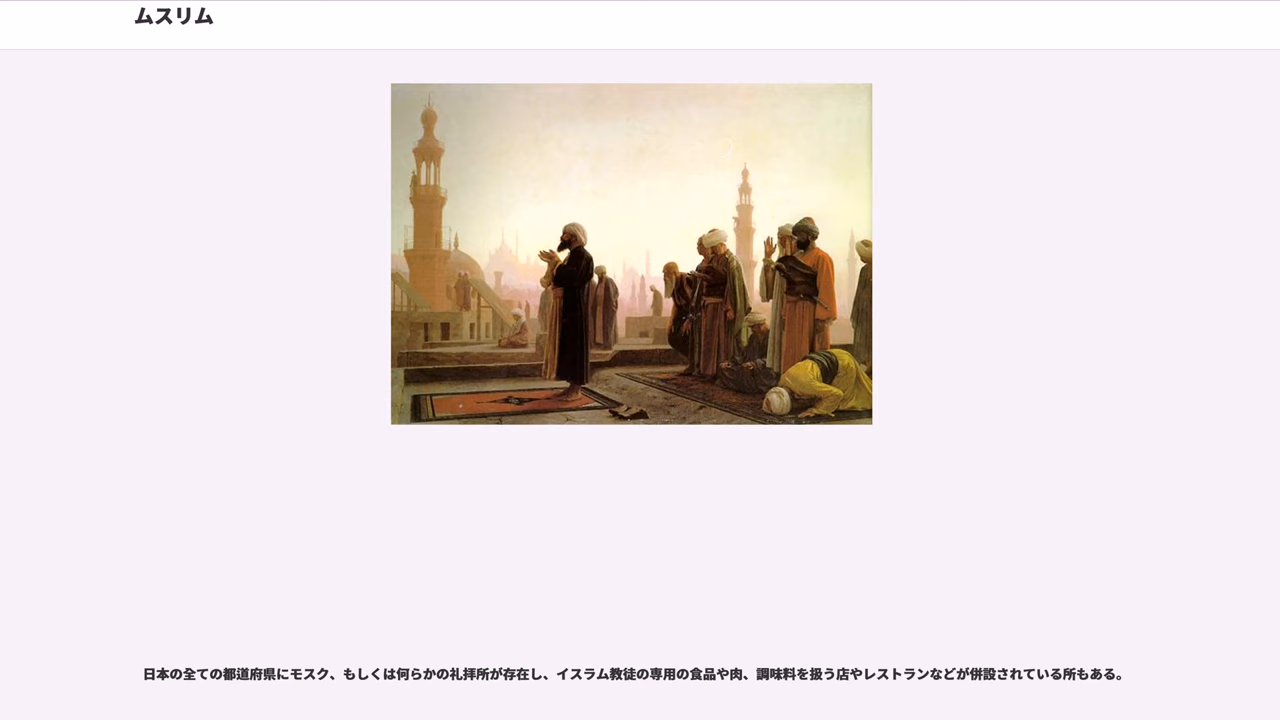 ムスリム
日本の全ての都道府県にモスク、もしくは何らかの礼拝所が存在し、イスラム教徒の専用の食品や肉、調味料を扱う店やレストランなどが併設されている所もある。